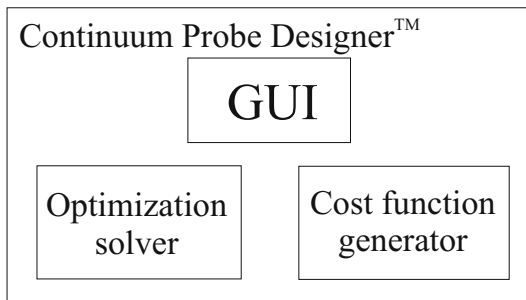 Continuum Probe Designer™
GUI
Optimization
solver
Cost function
generator